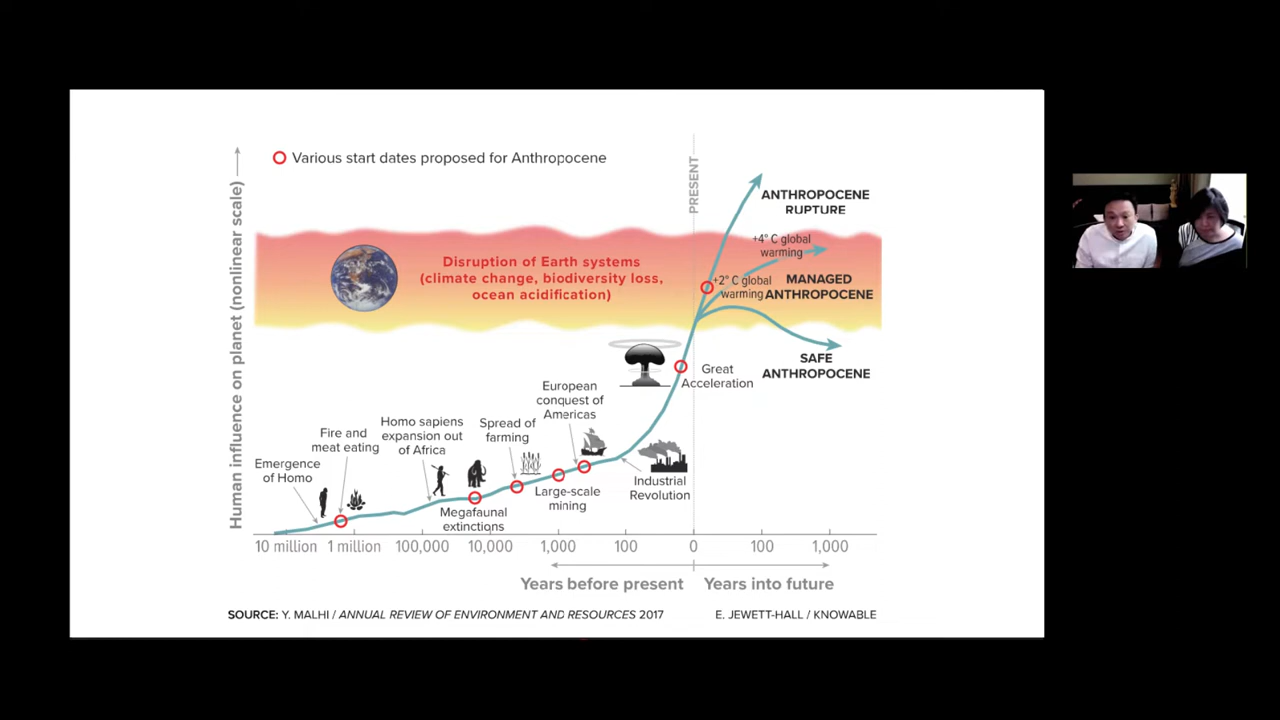 Various start dates proposed for Anthropocene
Human influence on planet (nonlinear scale)
PRESENT
ANTHROPOCENE
RUPTURE
+4° C global
warming
Disruption of Earth systems
(climate change, biodiversity loss,
ocean acidification)
+2° C global
warming
MANAGED
ANTHROPOCENE
SAFE
ANTHROPOCENE
Great
Acceleration
European
conquest of
Americas
Spread of
farming
Homo sapiens
expansion out
of Africa
Fire and
meat eating
Emergence
of Homo
Megafaunal
extinctions
Large-scale
mining
Industrial
Revolution
10 million 1 million 100,000 10,000 1,000 100 0 100 1,000
Years before present Years into future
SOURCE: Y. MALHI / ANNUAL REVIEW OF ENVIRONMENT AND RESOURCES 2017 E. JEWETT-HALL / KNOWABLE